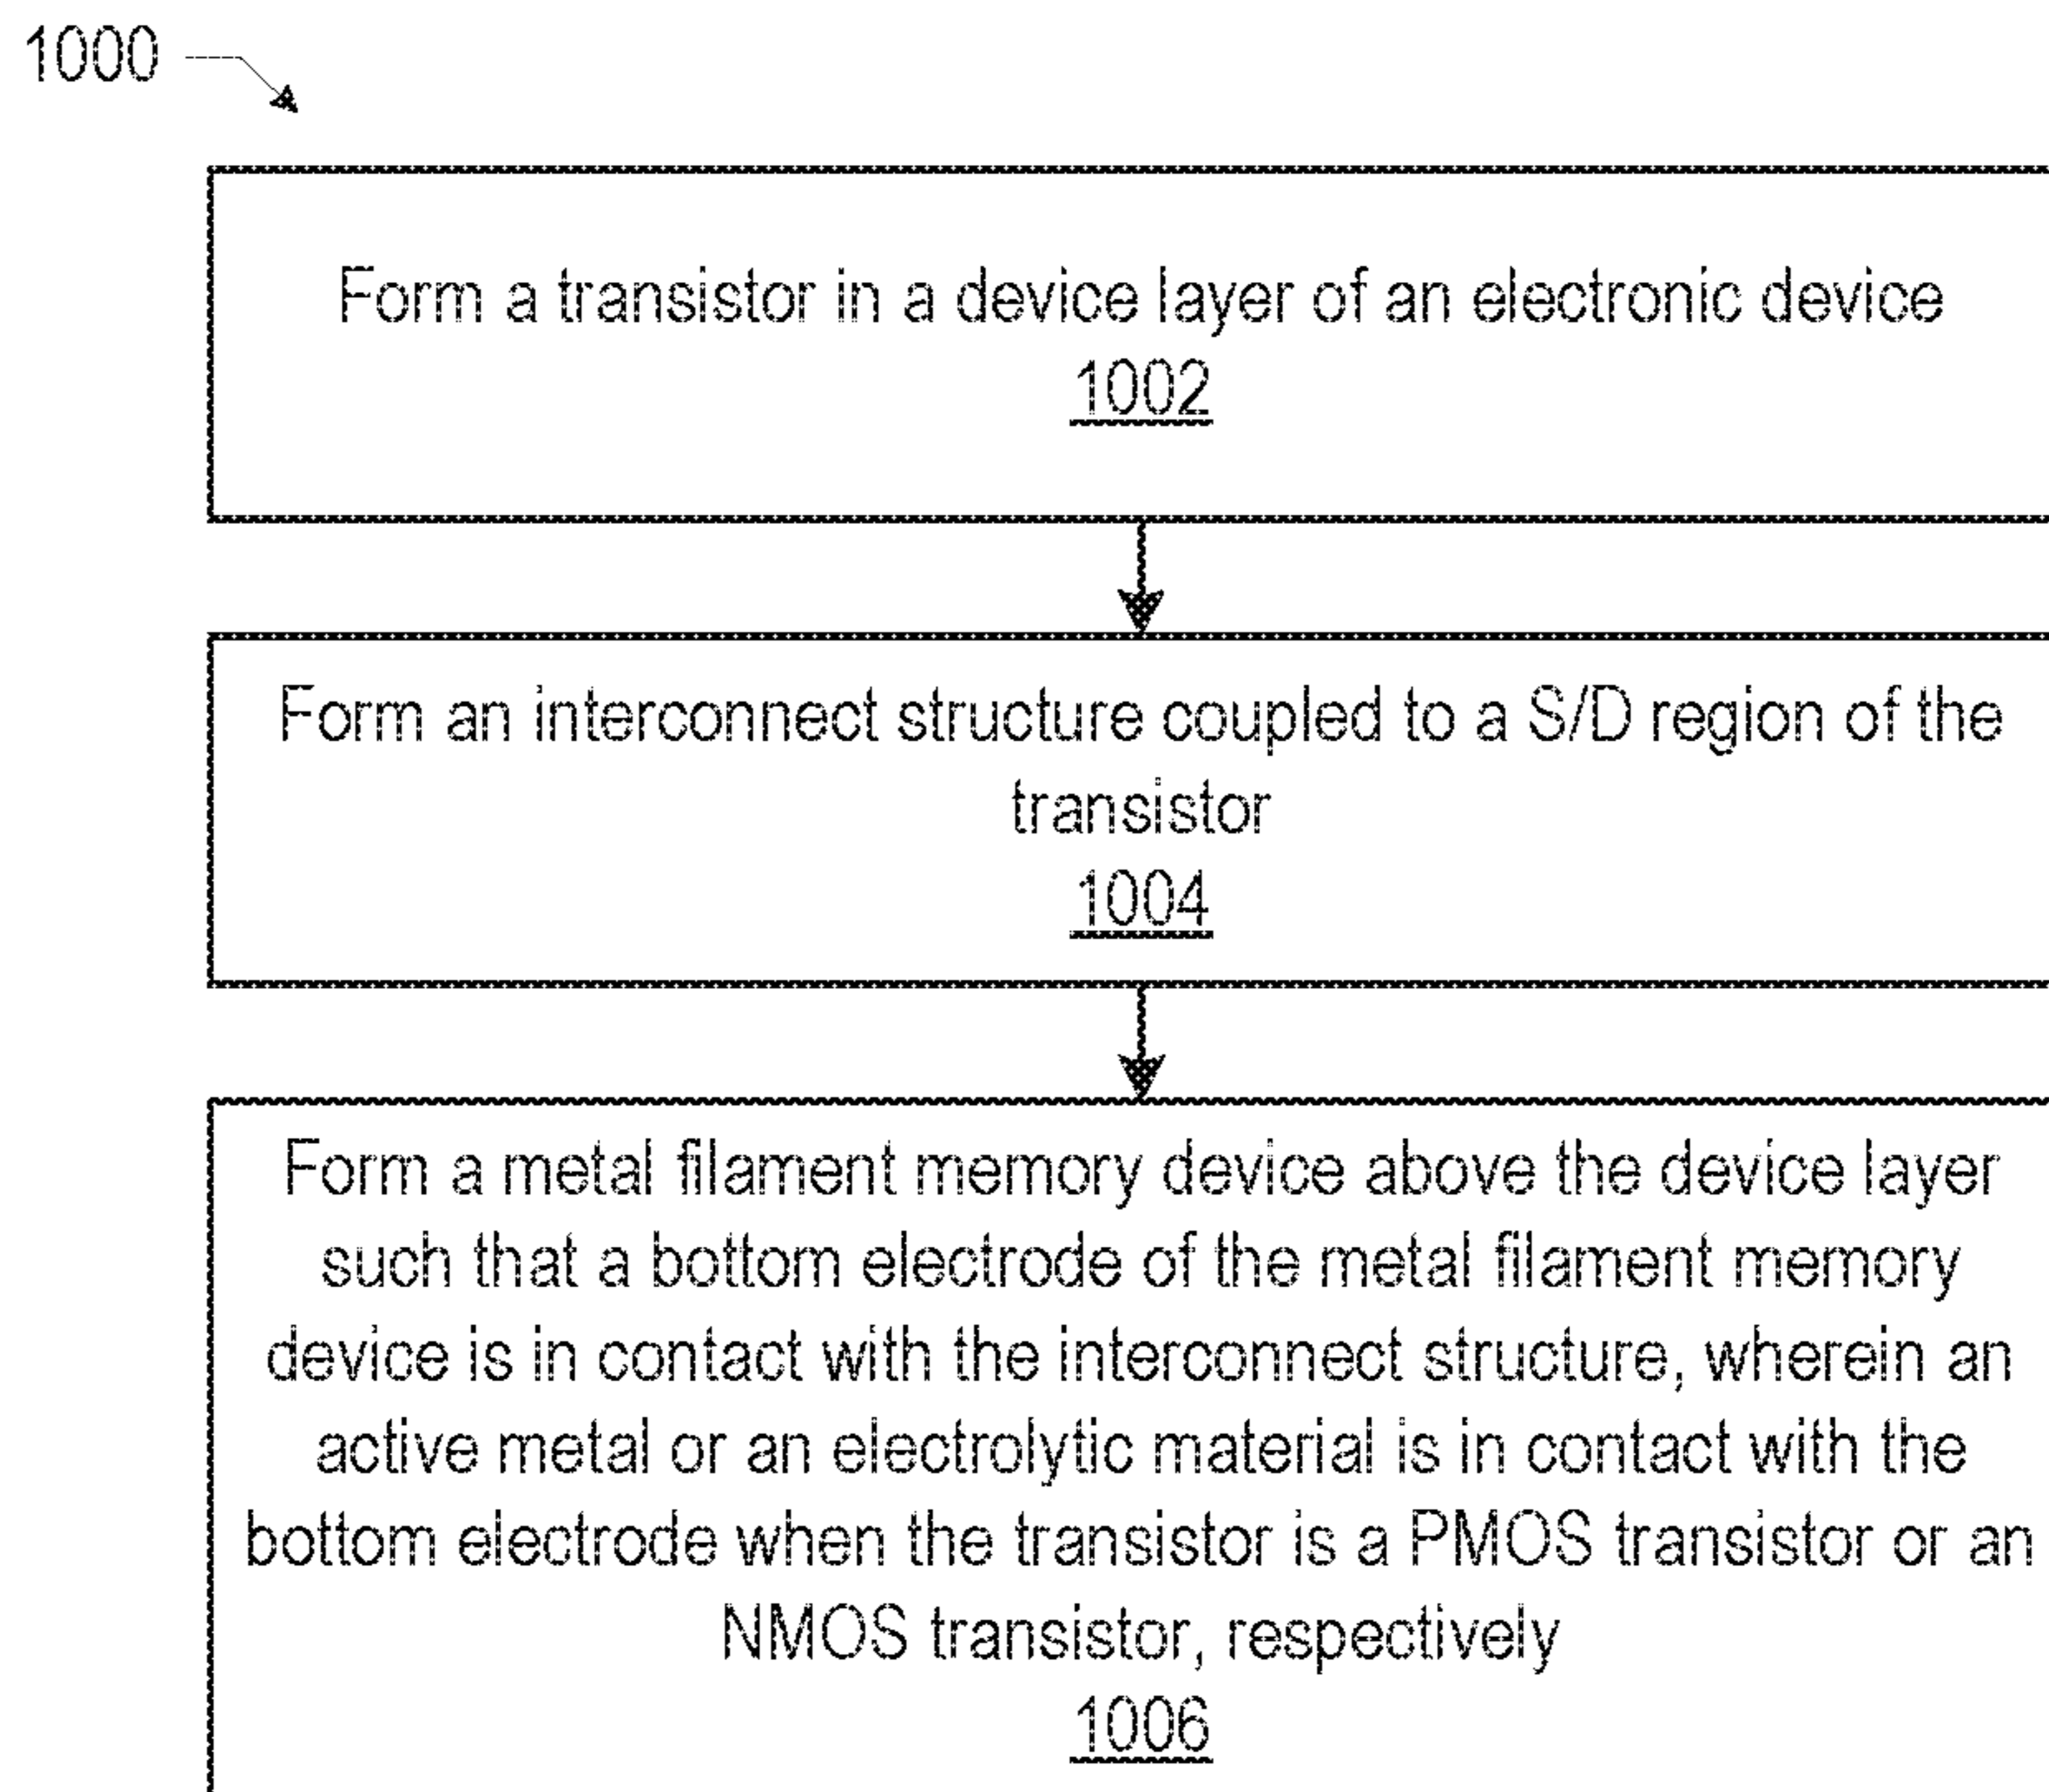 1000
Form a transistor in a device layer of an electronic device
1002
Form an interconnect structure coupled to a S/D region of the
transistor
1004
Form a metal filament memory device above the device layer
such that a bottom electrode of the metal filament memory
device is in contact with the interconnect structure, wherein an
active metal or an electrolytic material is in contact with the
bottom electrode when the transistor is a PMOS transistor or an
NMOS transistor, respectively
1006